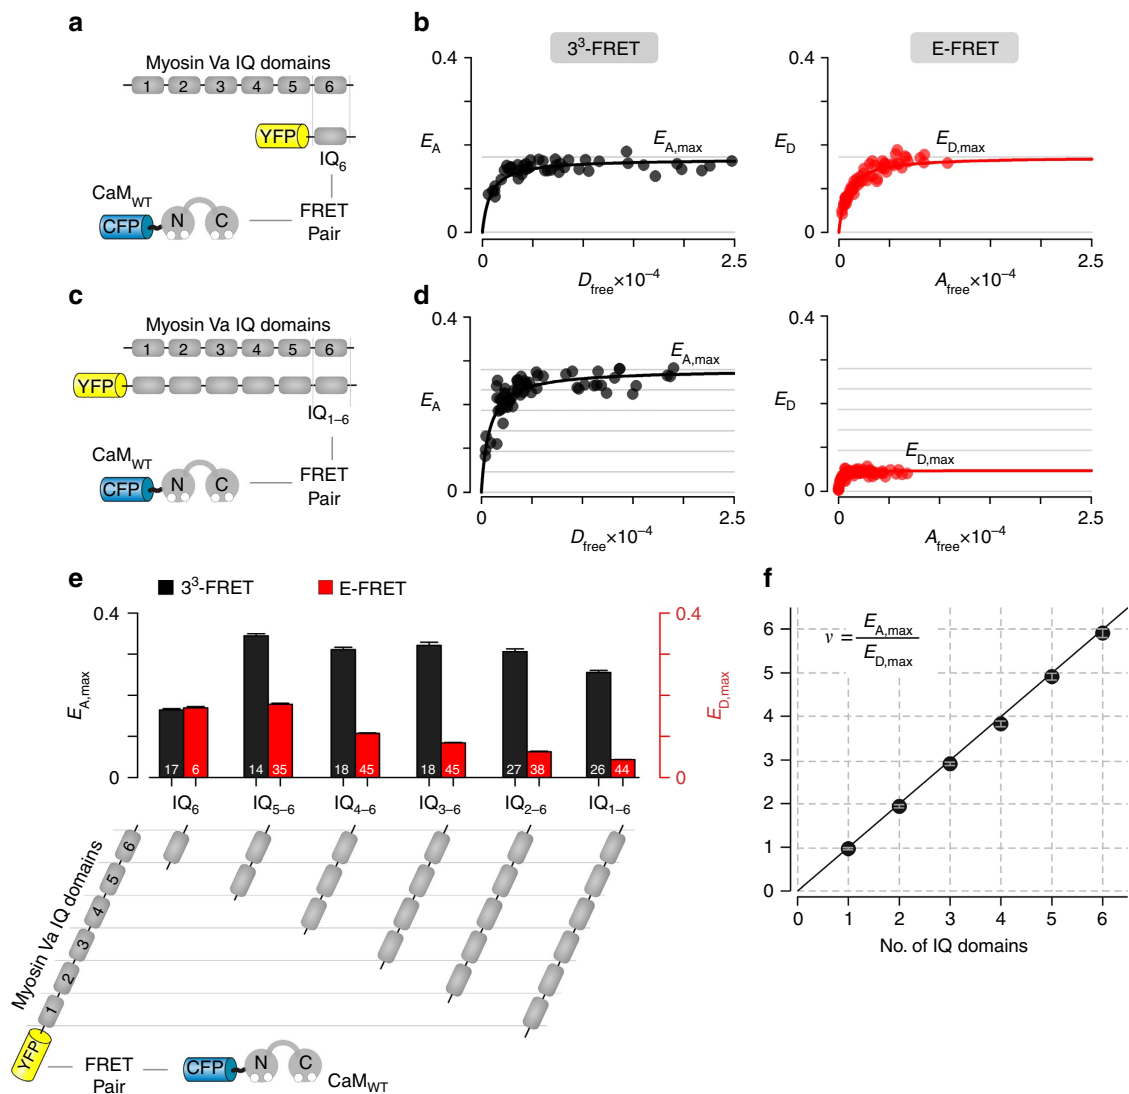 a
Myosin Va IQ domains
1 2 3 4 5 6
YFP
IQ6
CaMWT
CFP N C
FRET
Pair
b
3³-FRET
E-FRET
0.4
EA
EA,max
0
0 2.5
Dfree×10⁻⁴
0.4
ED
ED,max
0
0 2.5
Afree×10⁻⁴
c
Myosin Va IQ domains
1 2 3 4 5 6
YFP
IQ1–6
CaMWT
CFP N C
FRET
Pair
d
0.4
EA
EA,max
0
0 2.5
Dfree×10⁻⁴
0.4
ED
ED,max
0
0 2.5
Afree×10⁻⁴
e
3³-FRET
E-FRET
0.4
EA,max
0
0.4
ED,max
0
17 6 14 35 18 45 18 45 27 38 26 44
IQ6 IQ5–6 IQ4–6 IQ3–6 IQ2–6 IQ1–6
Myosin Va IQ domains
6
5
4
3
2
1
YFP
FRET
Pair
CFP N C
CaMWT
f
ν = EA,max
ED,max
6
5
4
3
2
1
0
0 1 2 3 4 5 6
No. of IQ domains